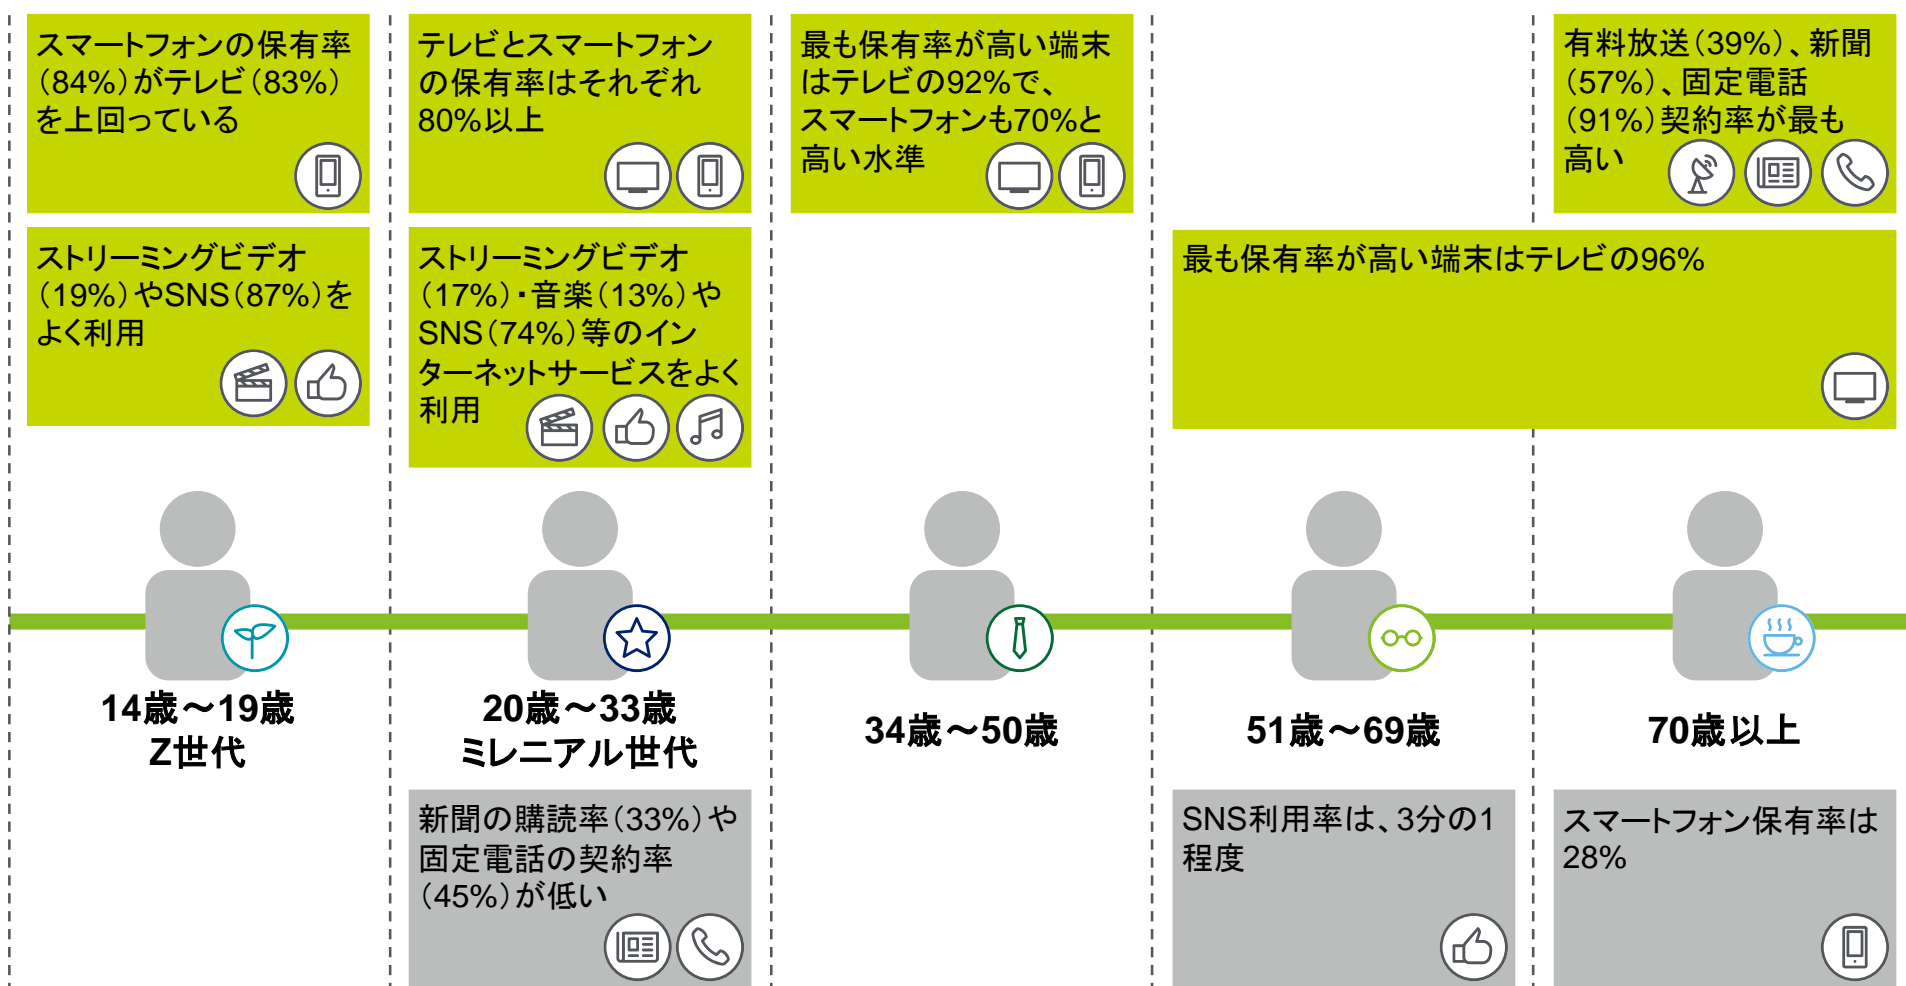 スマートフォンの保有率
（84%）がテレビ（83%）
を上回っている
テレビとスマートフォン
の保有率はそれぞれ
80%以上
最も保有率が高い端末
はテレビの92%で、
スマートフォンも70%と
高い水準
有料放送（39%）、新聞
（57%）、固定電話
（91%）契約率が最も
高い
ストリーミングビデオ
（19%）やSNS（87%）を
よく利用
ストリーミングビデオ
（17%）・音楽（13%）や
SNS（74%）等のイン
ターネットサービスをよく
利用
最も保有率が高い端末はテレビの96%
14歳～19歳
Z世代
20歳～33歳
ミレニアル世代
34歳～50歳
51歳～69歳
70歳以上
新聞の購読率（33%）や
固定電話の契約率
（45%）が低い
SNS利用率は、3分の1
程度
スマートフォン保有率は
28%